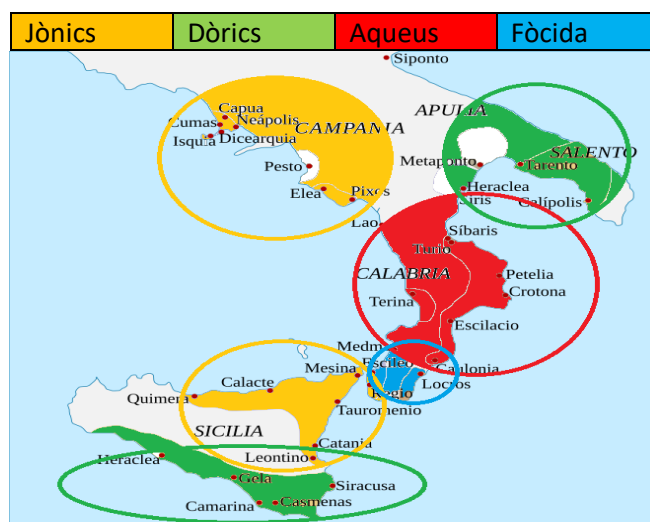 Jònics Dòrics Aqueus Fòcida
Siponto
Capua
Cumas
Neápolis
Isquia
Dicearquia
CAMPANIA
APULIA
SALENTO
Pesto
Metaponto
Tarento
Elea
Pixos
Heraclea
Siris
Calípolis
Lao
Síbaris
Turio
CALABRIA
Petelia
Terina
Crotona
Escilacio
Medma
Mesina
Escileo
Caulonia
Calacte
Locros
Quimera
Regio
Tauromenio
SICILIA
Catania
Heraclea
Leontino
Gela
Siracusa
Camarina
Casmenas